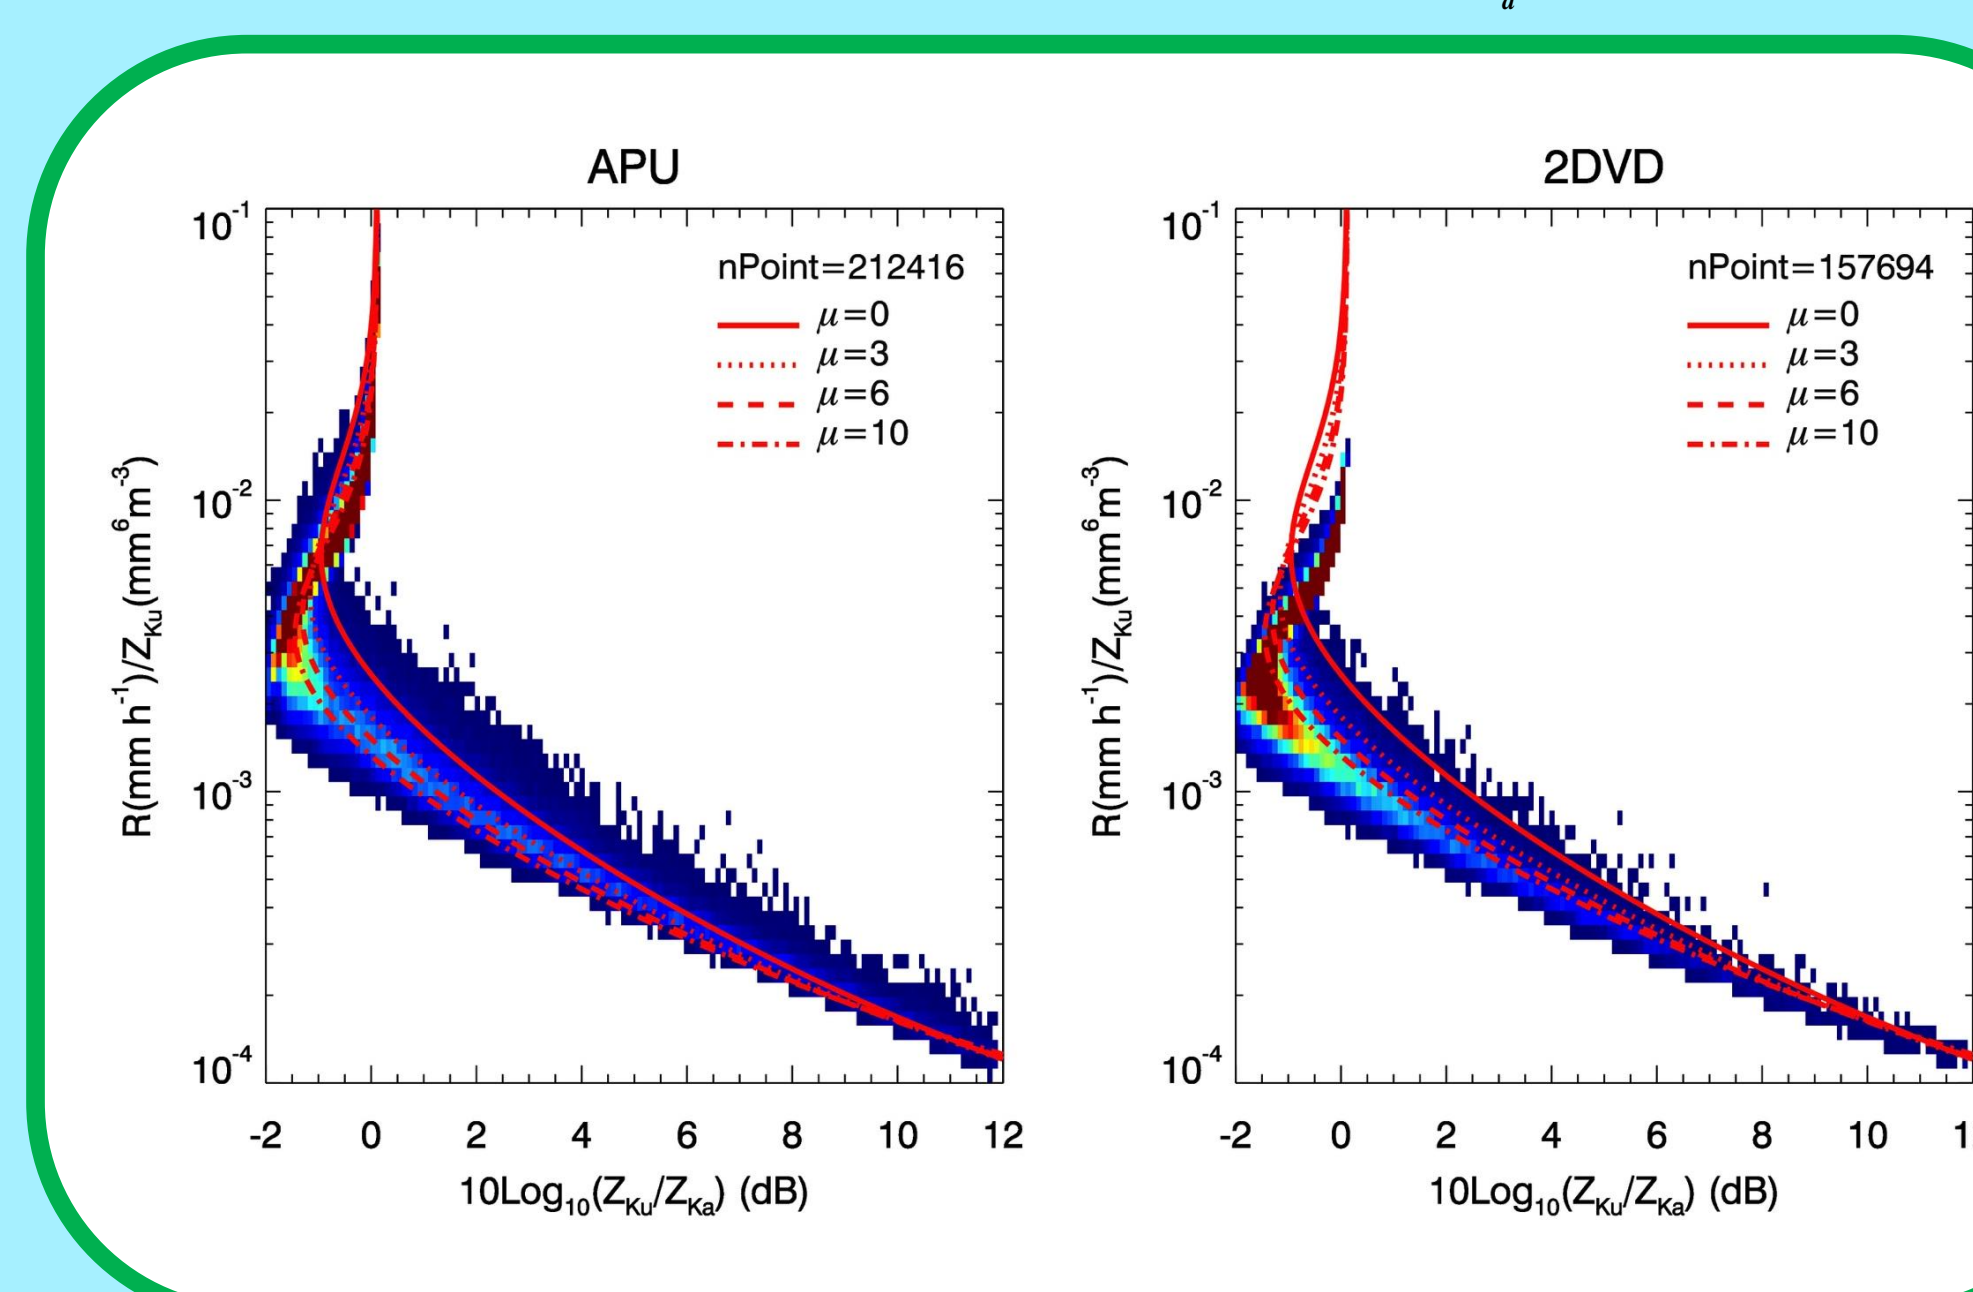 a
APU
10-1
10-2
10-3
10-4
R(mm h-1)/ZKu(mm6m-3)
nPoint=212416
μ=0
μ=3
μ=6
μ=10
-2 0 2 4 6 8 10 12
10Log10(ZKu/ZKa) (dB)
2DVD
10-1
10-2
10-3
10-4
R(mm h-1)/ZKu(mm6m-3)
nPoint=157694
μ=0
μ=3
μ=6
μ=10
-2 0 2 4 6 8 10 1
10Log10(ZKu/ZKa) (dB)